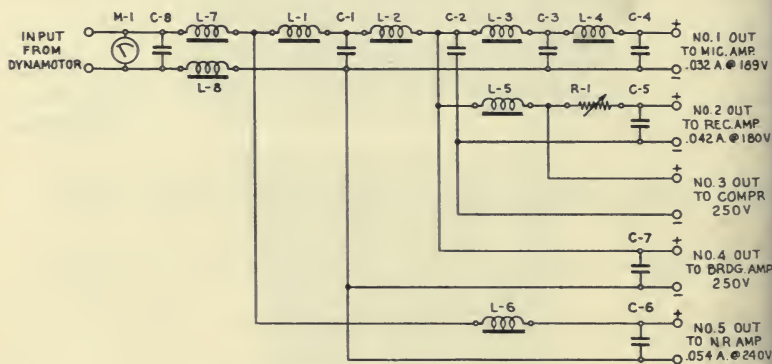 M-1 C-8 L-7 L-1 C-1 L-2 C-2 L-3 C-3 L-4 C-4
INPUT
FROM
DYNAMOTOR
L-8
+
NO.1 OUT
TO MIC. AMP.
.032 A. @ 189V
-
L-5 R-1 C-5
+
NO.2 OUT
TO REC. AMP.
.042 A. @ 180V
-
+
NO.3 OUT
TO COMPR
250V
-
C-7
+
NO.4 OUT
TO BRDG. AMP
250V
-
L-6 C-6
+
NO.5 OUT
TO N.R AMP
.054 A. @ 240V
-